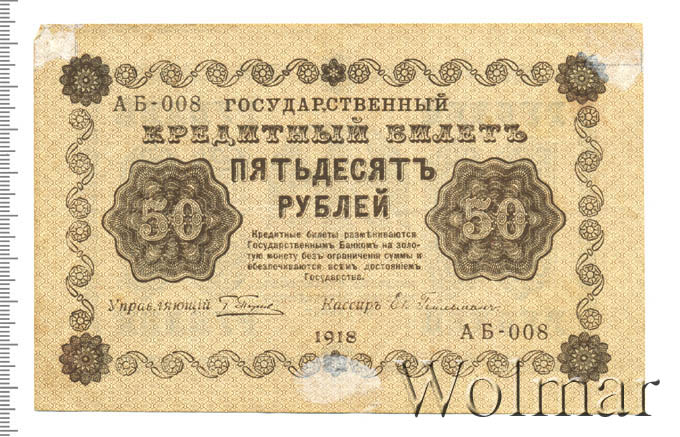 АБ-008 ГОСУДАРСТВЕННЫЙ
КРЕДИТНЫЙ БИЛЕТЪ
ПЯТЬДЕСЯТЪ
РУБЛЕЙ
50
50
Кредитные билеты размѣниваются
Государственнымъ Банкомъ на золо-
тую монету безъ ограниченія суммы и
обезпечиваются всѣмъ достояніемъ
Государства.
Управляющій
Кассиръ
1918
АБ-008
Wolmar